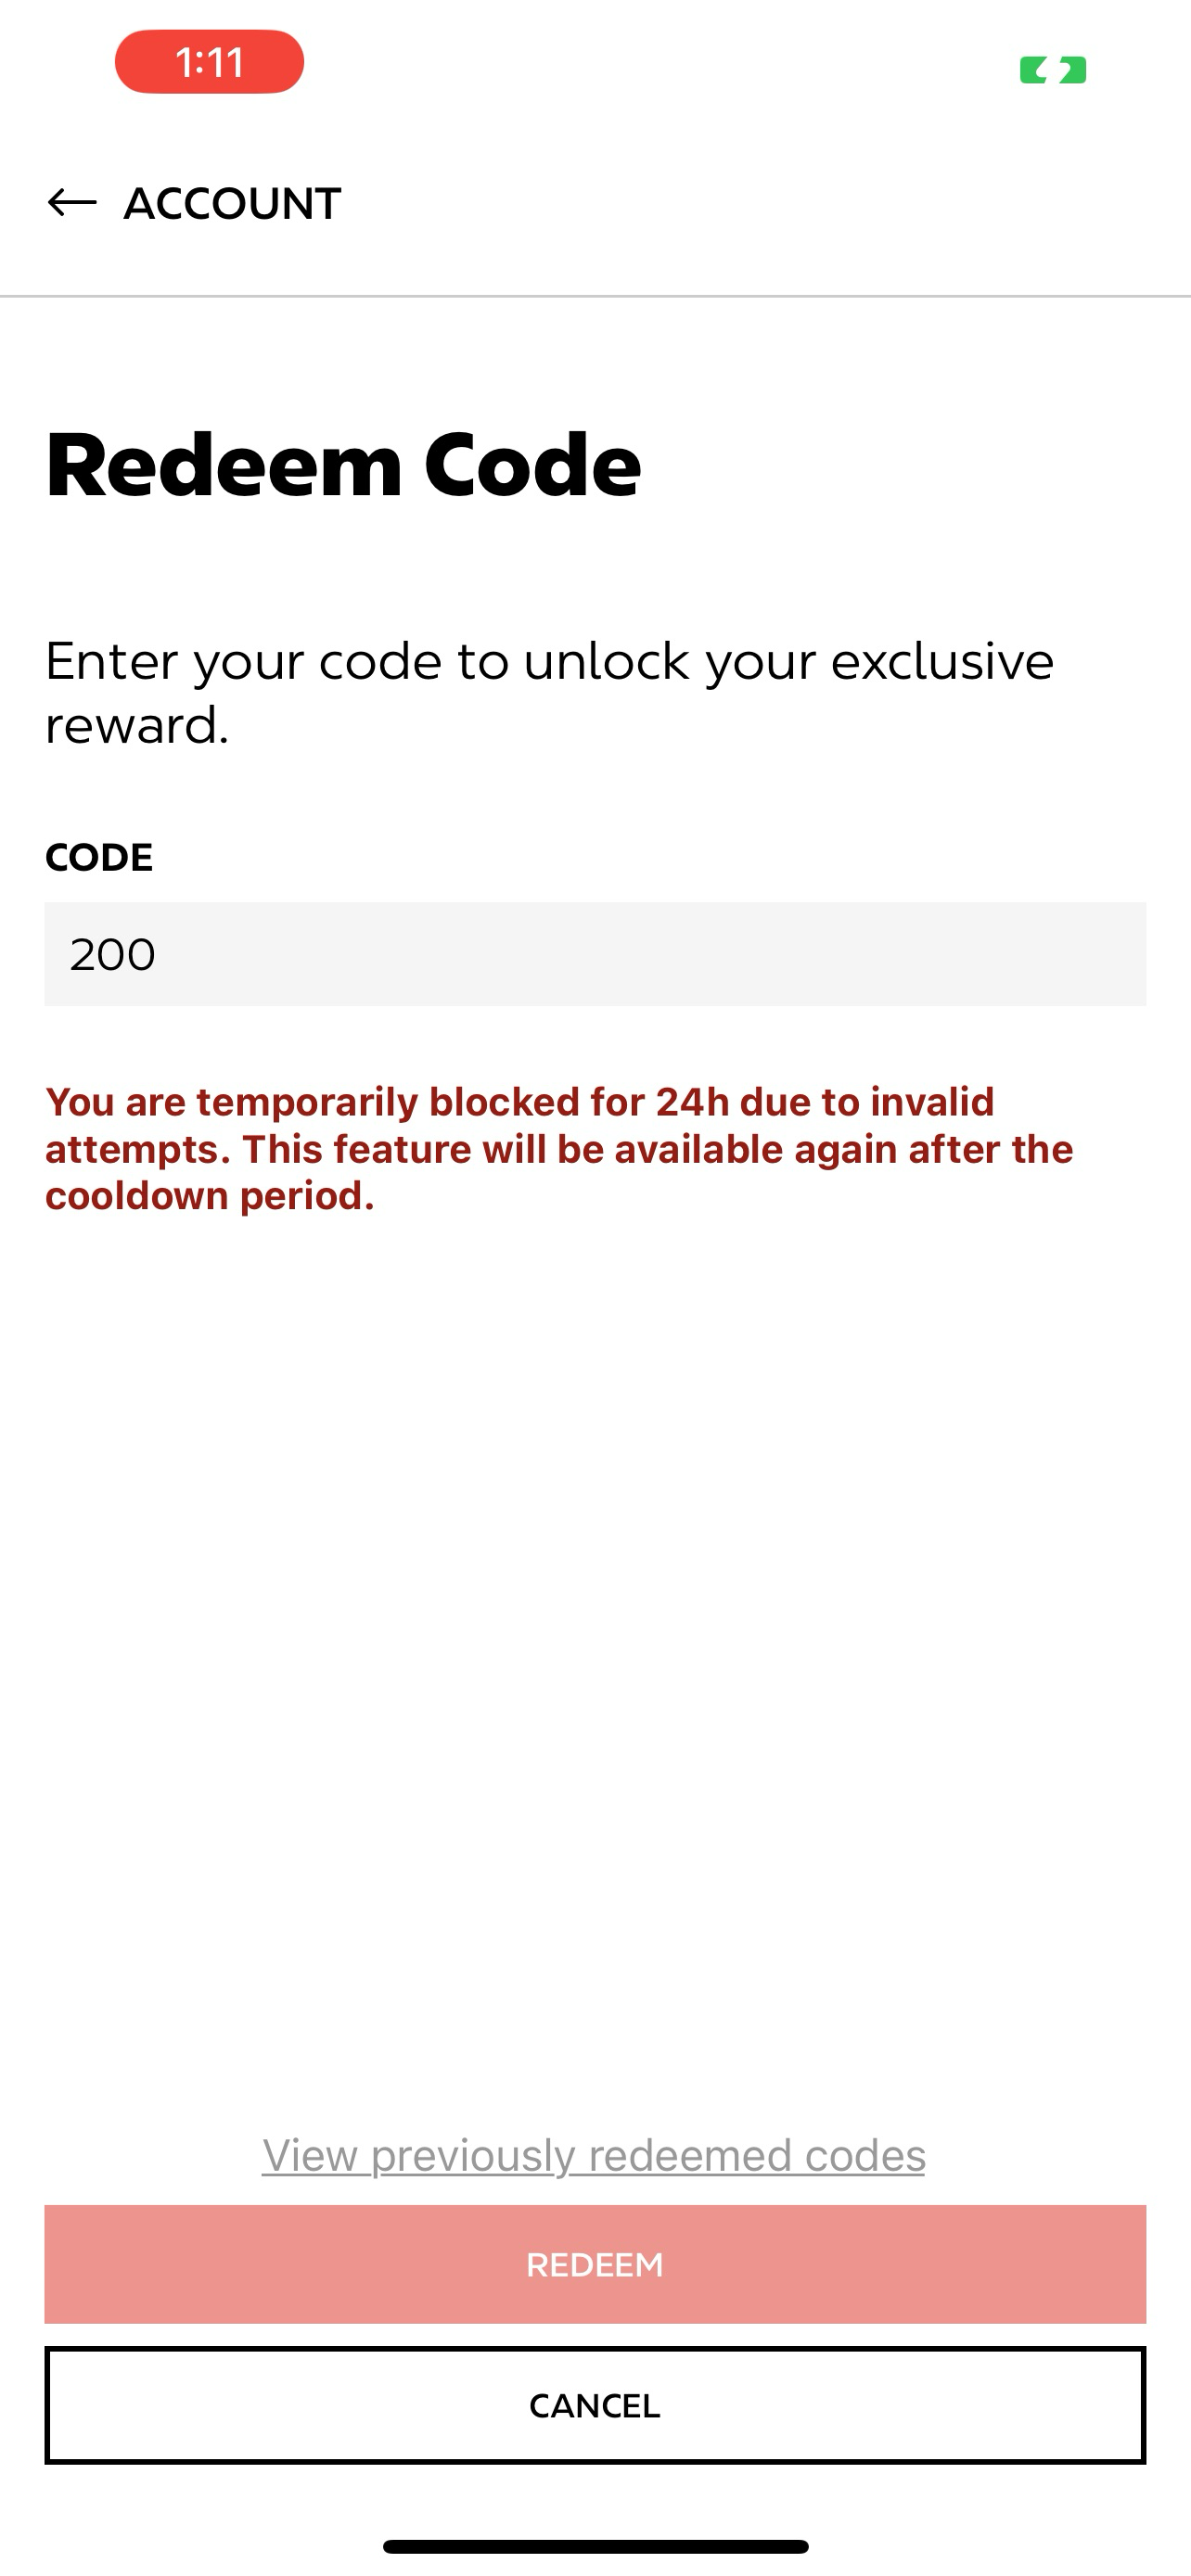 1:11
ACCOUNT
Redeem Code
Enter your code to unlock your exclusive
reward.
CODE
200
You are temporarily blocked for 24h due to invalid
attempts. This feature will be available again after the
cooldown period.
View previously redeemed codes
REDEEM
CANCEL